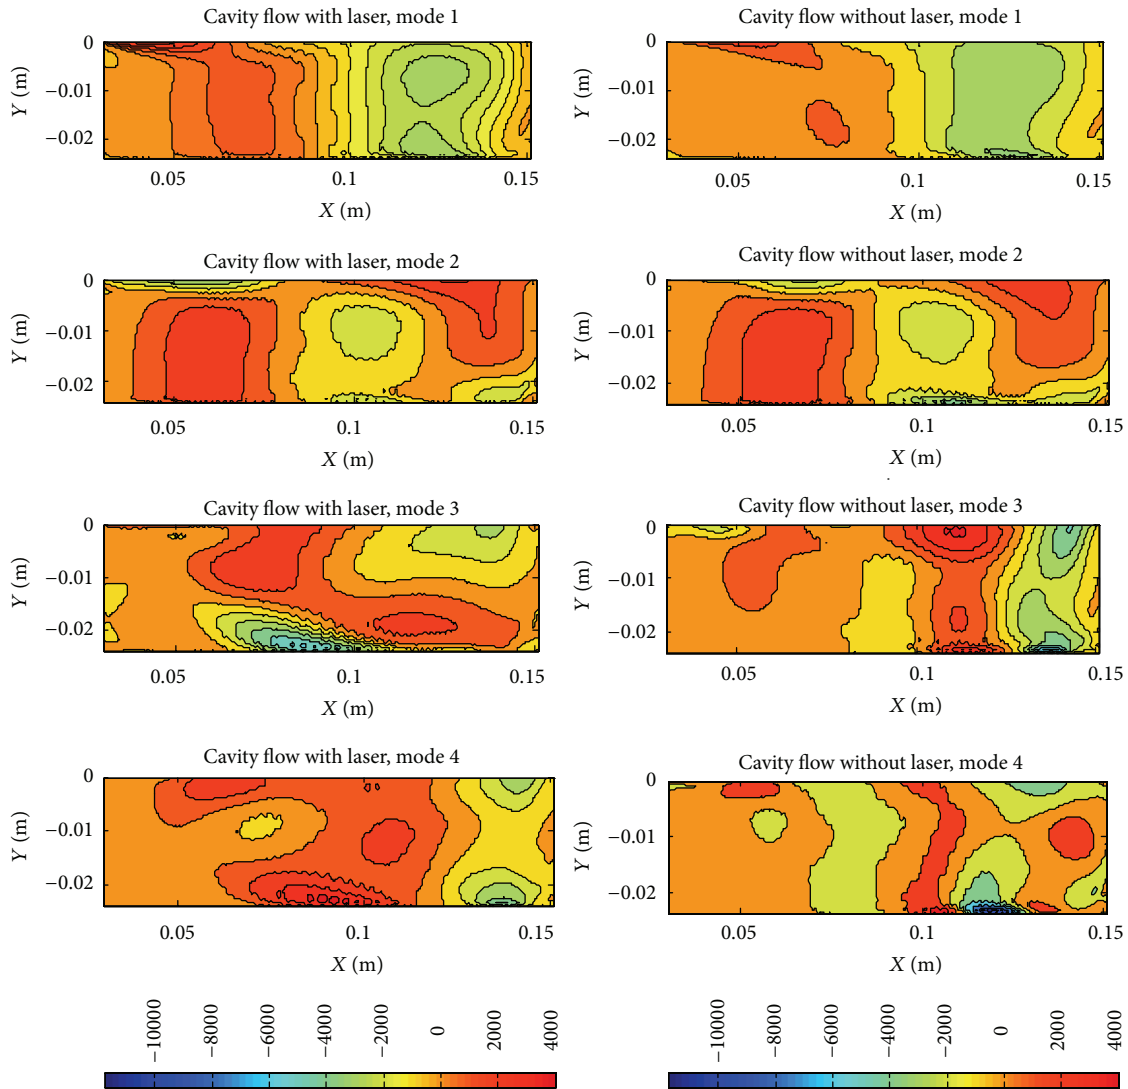 Cavity flow with laser, mode 1
0
−0.01
−0.02
Y (m)
0.05 0.1 0.15
X (m)
Cavity flow without laser, mode 1
0
−0.01
−0.02
Y (m)
0.05 0.1 0.15
X (m)
Cavity flow with laser, mode 2
0
−0.01
−0.02
Y (m)
0.05 0.1 0.15
X (m)
Cavity flow without laser, mode 2
0
−0.01
−0.02
Y (m)
0.05 0.1 0.15
X (m)
Cavity flow with laser, mode 3
0
−0.01
−0.02
Y (m)
0.05 0.1 0.15
X (m)
Cavity flow without laser, mode 3
0
−0.01
−0.02
Y (m)
0.05 0.1 0.15
X (m)
Cavity flow with laser, mode 4
0
−0.01
−0.02
Y (m)
0.05 0.1 0.15
X (m)
Cavity flow without laser, mode 4
0
−0.01
−0.02
Y (m)
0.05 0.1 0.15
X (m)
−10000 −8000 −6000 −4000 −2000 0 2000 4000
−10000 −8000 −6000 −4000 −2000 0 2000 4000